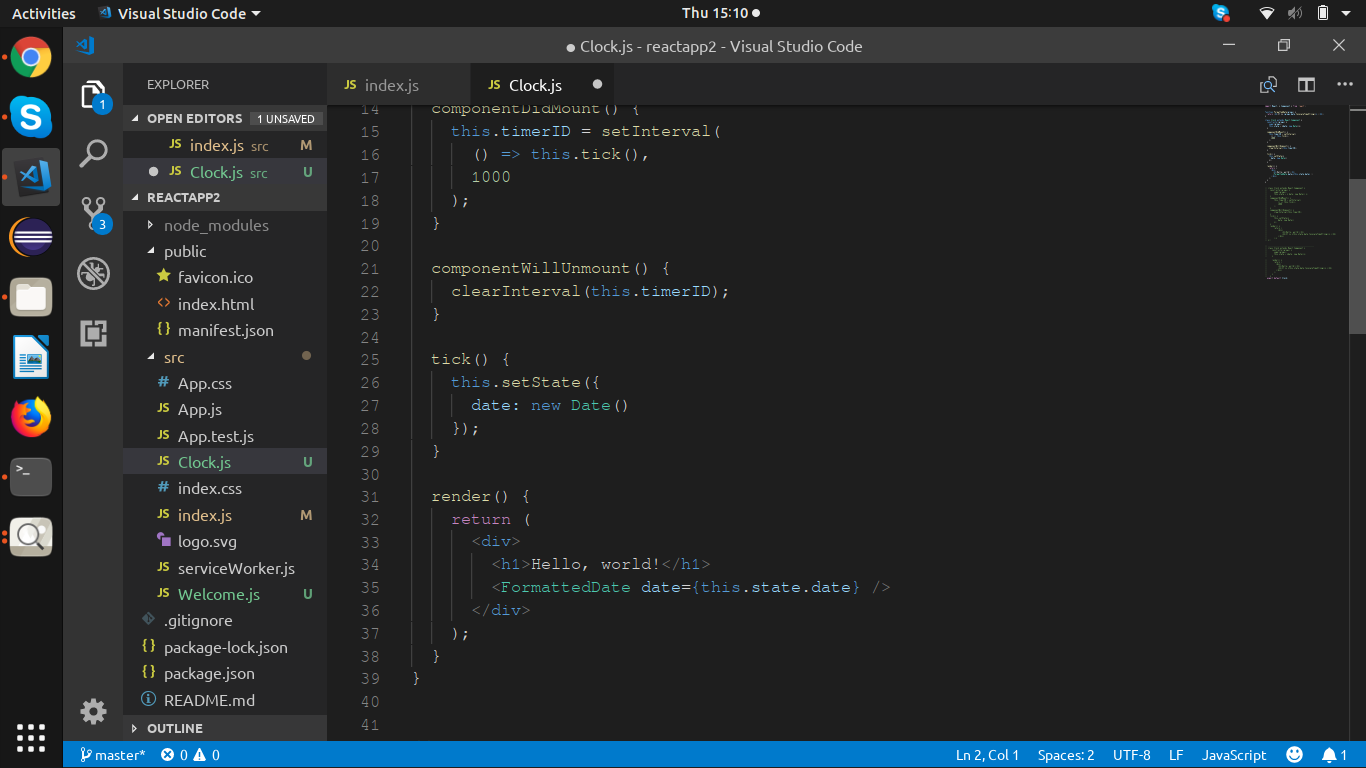 Activities
Visual Studio Code
Thu 15:10
● Clock.js - reactapp2 - Visual Studio Code
EXPLORER
OPEN EDITORS 1 UNSAVED
JS index.js src M
JS Clock.js src U
REACTAPP2
node_modules
public
favicon.ico
<> index.html
{} manifest.json
src
# App.css
JS App.js
JS App.test.js
JS Clock.js U
# index.css
JS index.js M
logo.svg
JS serviceWorker.js
JS Welcome.js U
.gitignore
{} package-lock.json
{} package.json
README.md
OUTLINE
1
3
JS index.js
JS Clock.js
14 componentDidMount() {
15 this.timerID = setInterval(
16 () => this.tick(),
17 1000
18 );
19 }
20
21 componentWillUnmount() {
22 clearInterval(this.timerID);
23 }
24
25 tick() {
26 this.setState({
27 date: new Date()
28 });
29 }
30
31 render() {
32 return (
33 <div>
34 <h1>Hello, world!</h1>
35 <FormattedDate date={this.state.date} />
36 </div>
37 );
38 }
39 }
40
41
master* 0 0
Ln 2, Col 1 Spaces: 2 UTF-8 LF JavaScript 1